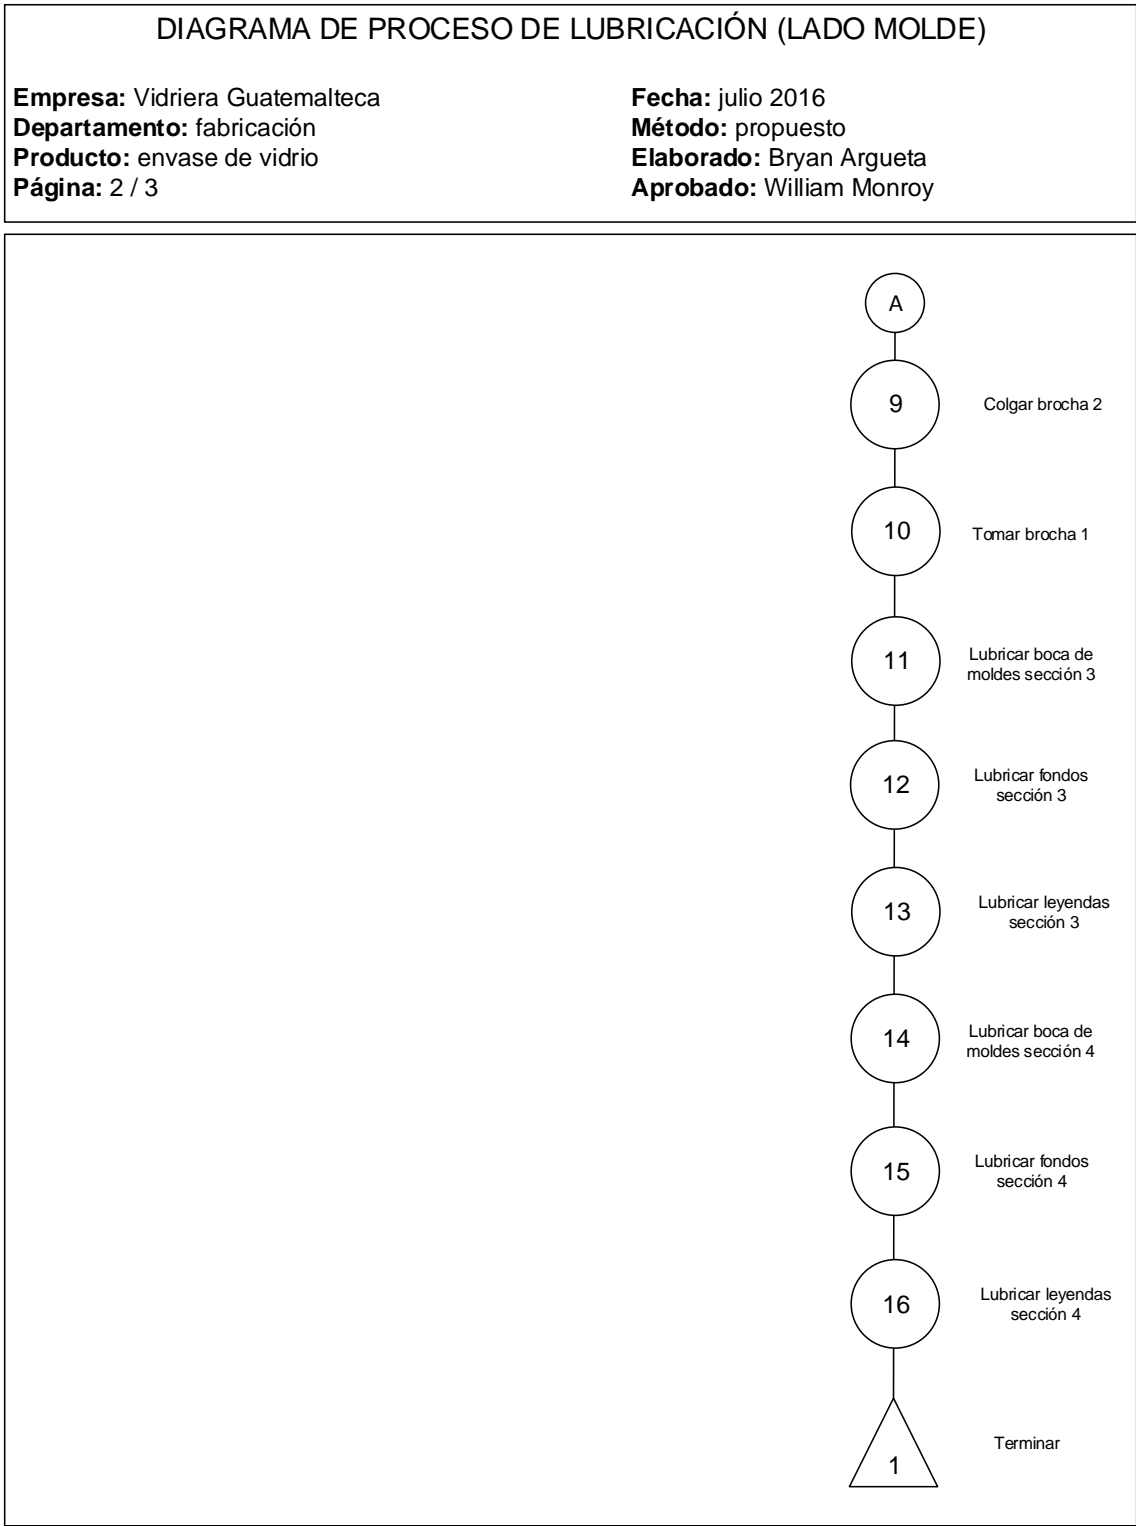 DIAGRAMA DE PROCESO DE LUBRICACIÓN (LADO MOLDE)
Empresa: Vidriera Guatemalteca
Departamento: fabricación
Producto: envase de vidrio
Página: 2 / 3
Fecha: julio 2016
Método: propuesto
Elaborado: Bryan Argueta
Aprobado: William Monroy
A
9
Colgar brocha 2
10
Tomar brocha 1
11
Lubricar boca de
moldes sección 3
12
Lubricar fondos
sección 3
13
Lubricar leyendas
sección 3
14
Lubricar boca de
moldes sección 4
15
Lubricar fondos
sección 4
16
Lubricar leyendas
sección 4
1
Terminar